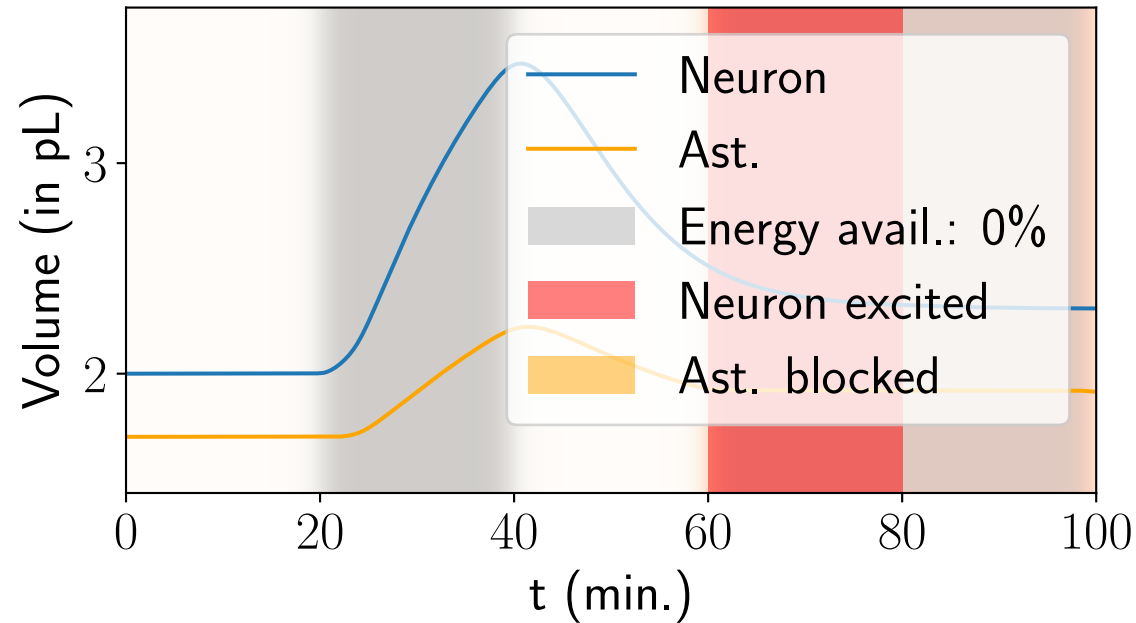 Volume (in pL)
3
2
Neuron
Ast.
Energy avail.: 0%
Neuron excited
Ast. blocked
0 20 40 60 80 100
t (min.)